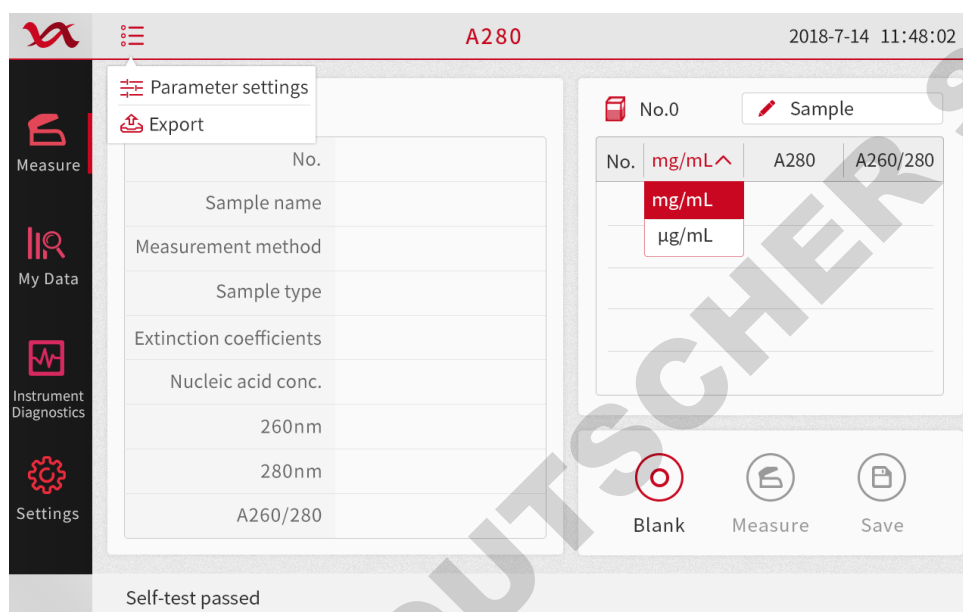 A280
2018-7-14 11:48:02
Parameter settings
Export
Measure
My Data
Instrument
Diagnostics
Settings
No.
Sample name
Measurement method
Sample type
Extinction coefficients
Nucleic acid conc.
260nm
280nm
A260/280
No.0
Sample
No. mg/mL A280 A260/280
mg/mL
µg/mL
Blank Measure Save
Self-test passed
OUTSCHER S